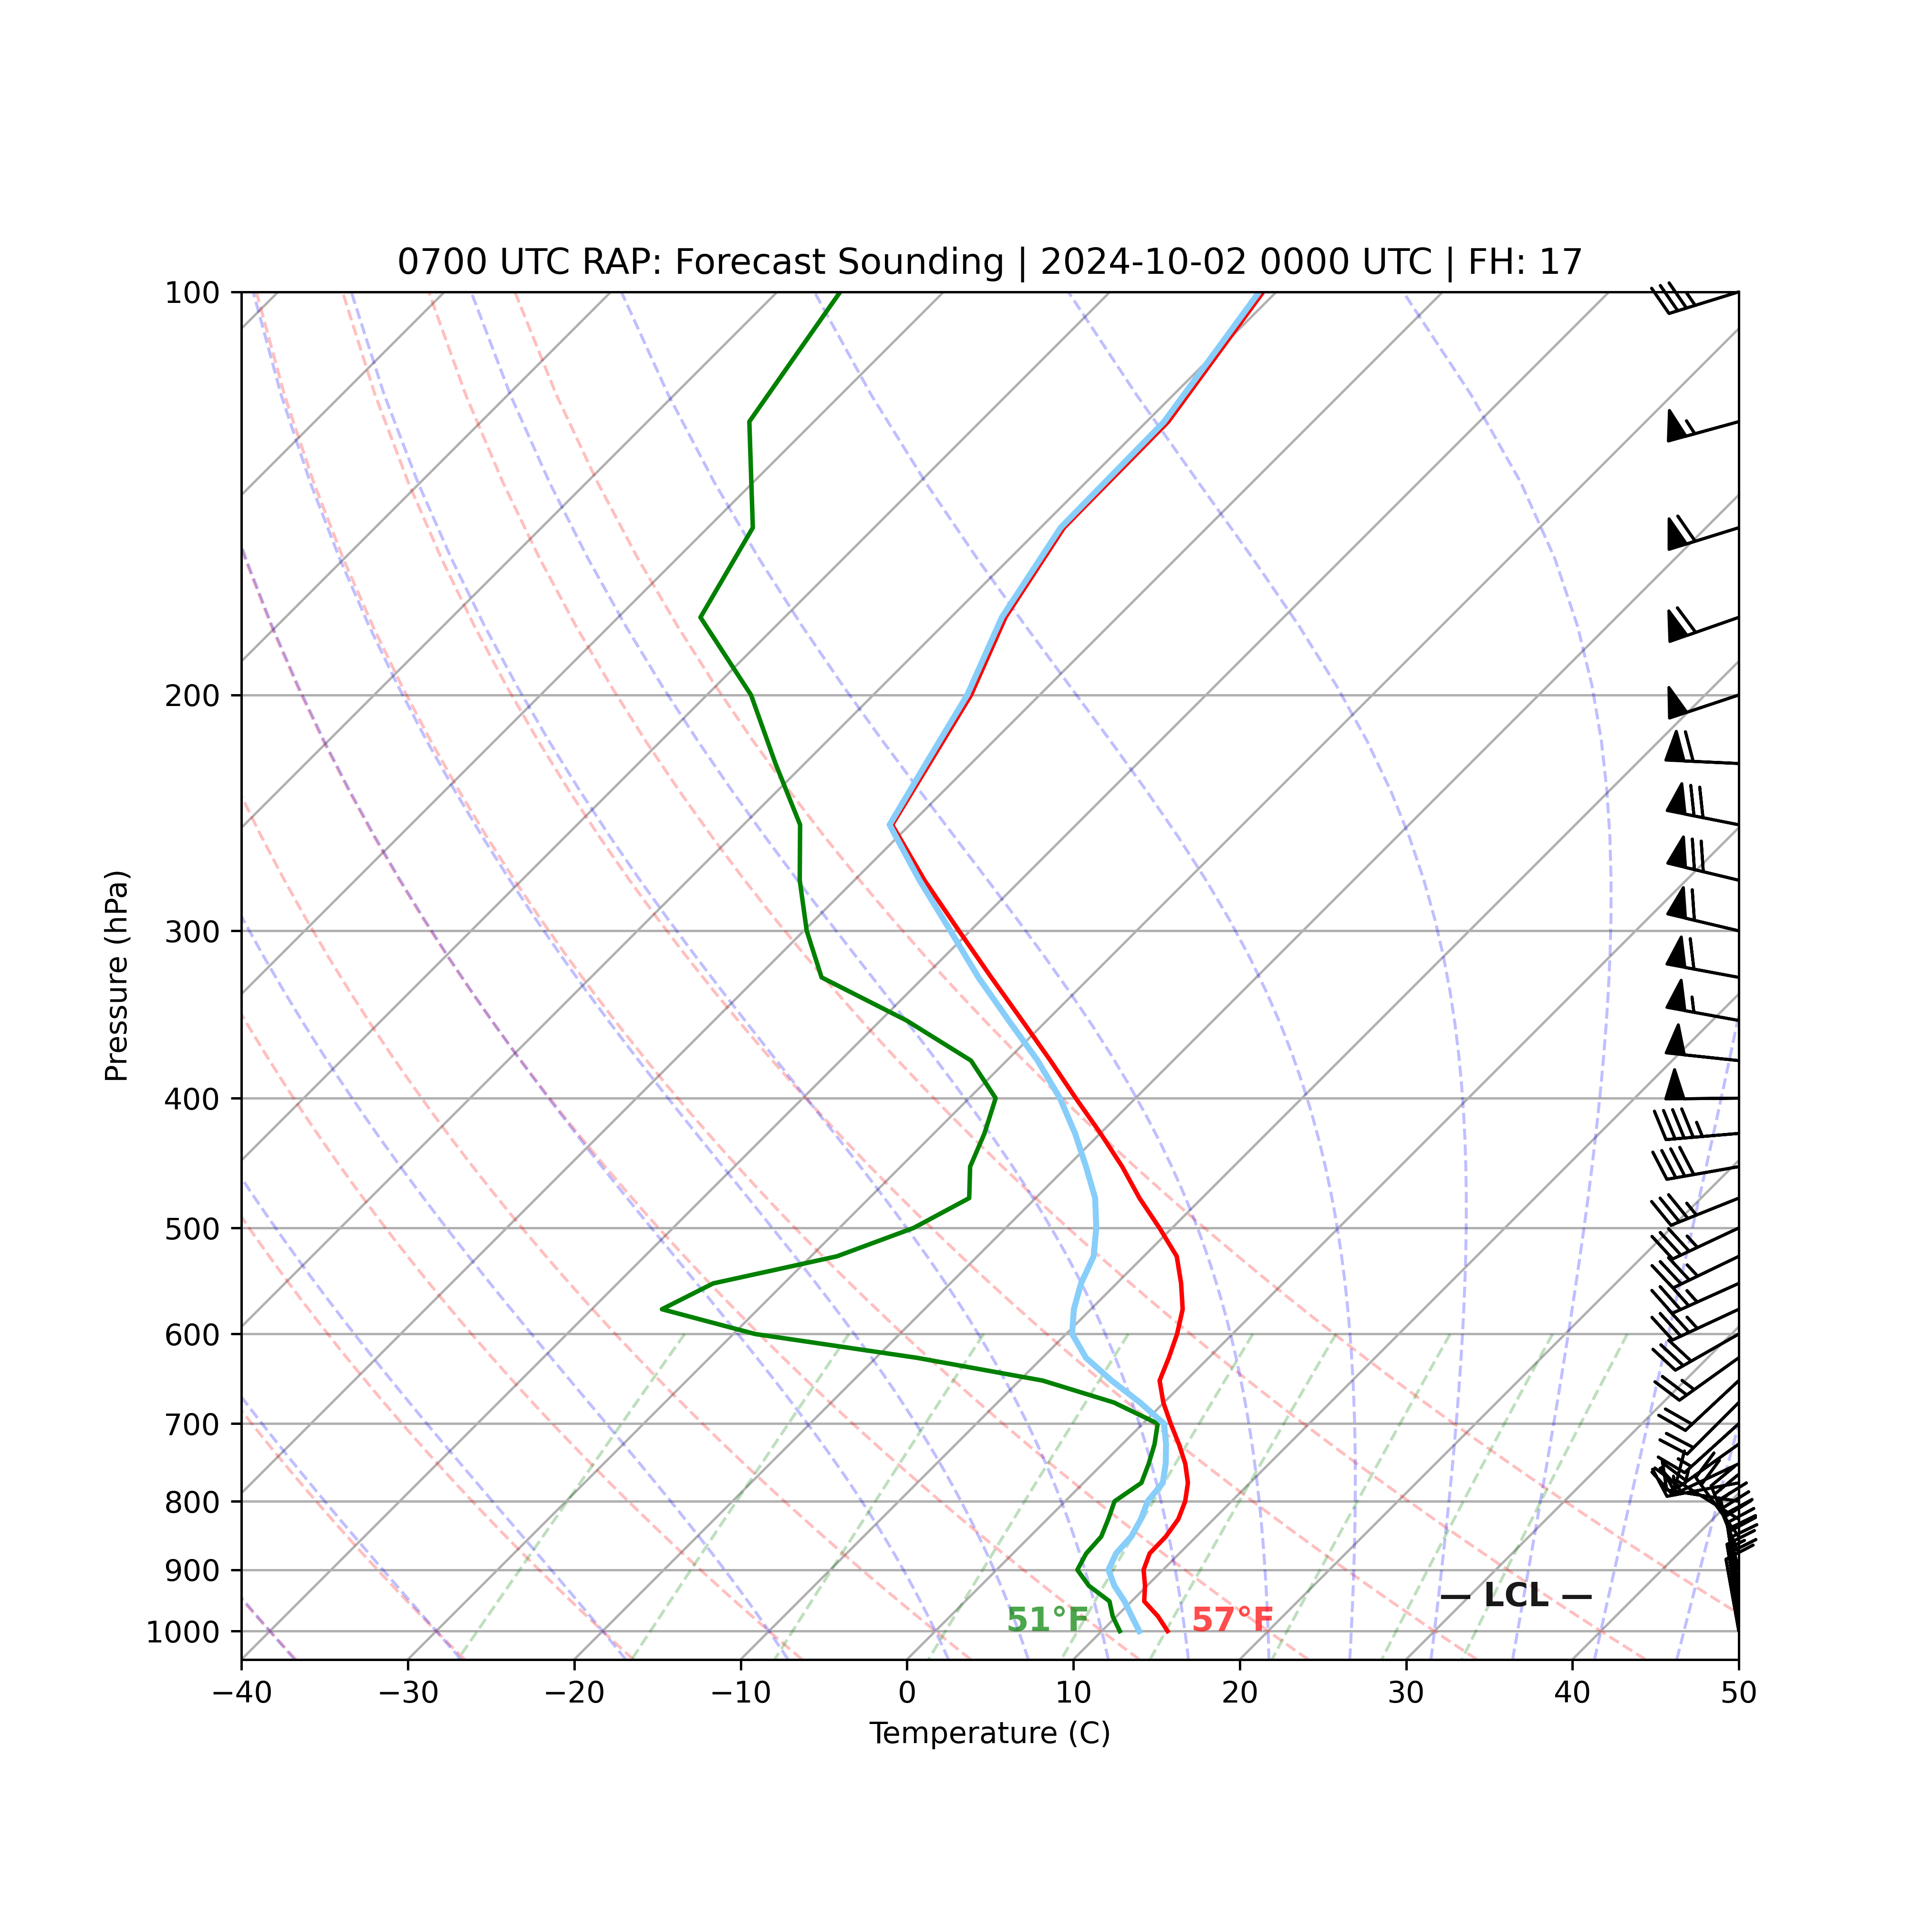 0700 UTC RAP: Forecast Sounding | 2024-10-02 0000 UTC | FH: 17
100
200
300
400
500
600
700
800
900
1000
Pressure (hPa)
51°F
57°F
— LCL —
−40 −30 −20 −10 0 10 20 30 40 50
Temperature (C)